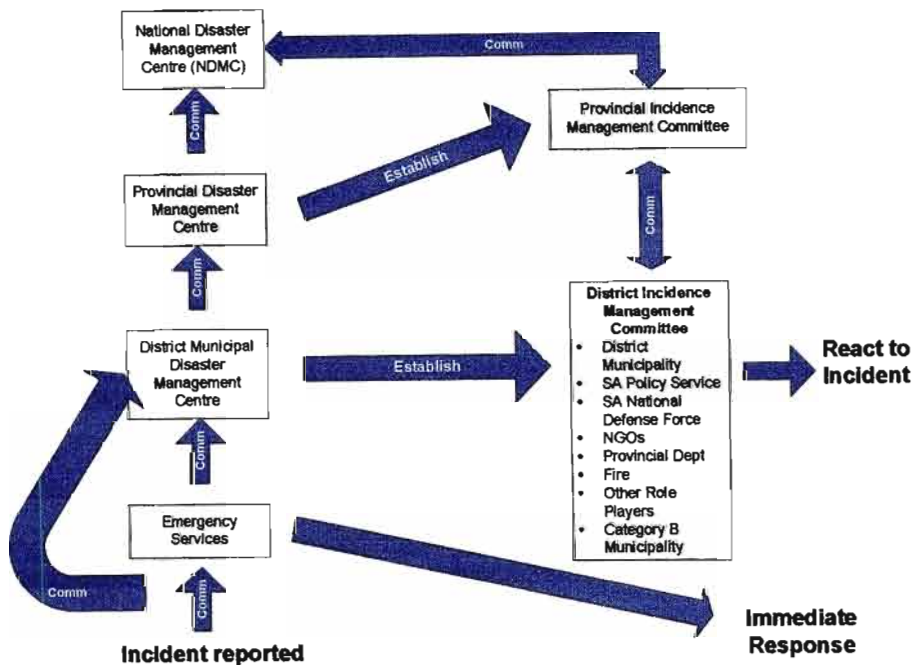 National Disaster
Management
Centre (NDMC)
Comm
Provincial Incidence
Management Committee
Comm
Establish
Provincial Disaster
Management
Centre
Comm
Comm
District Municipal
Disaster
Management
Centre
Establish
District Incidence
Management
Committee
• District
Municipality
• SA Policy Service
• SA National
Defense Force
• NGOs
• Provincial Dept
• Fire
• Other Role
Players
• Category B
Municipality
React to
Incident
Comm
Emergency
Services
Comm
Comm
Incident reported
Immediate
Response